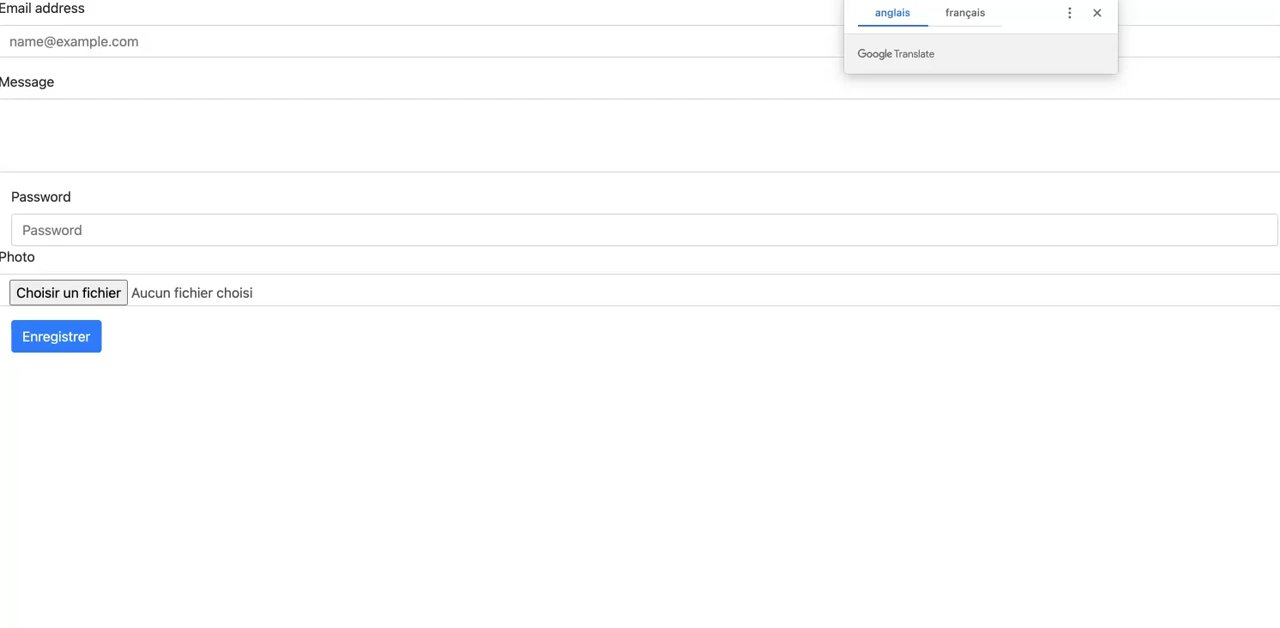 Email address
anglais français
name@example.com
Google Translate
Message
Password
Password
Photo
Choisir un fichier Aucun fichier choisi
Enregistrer